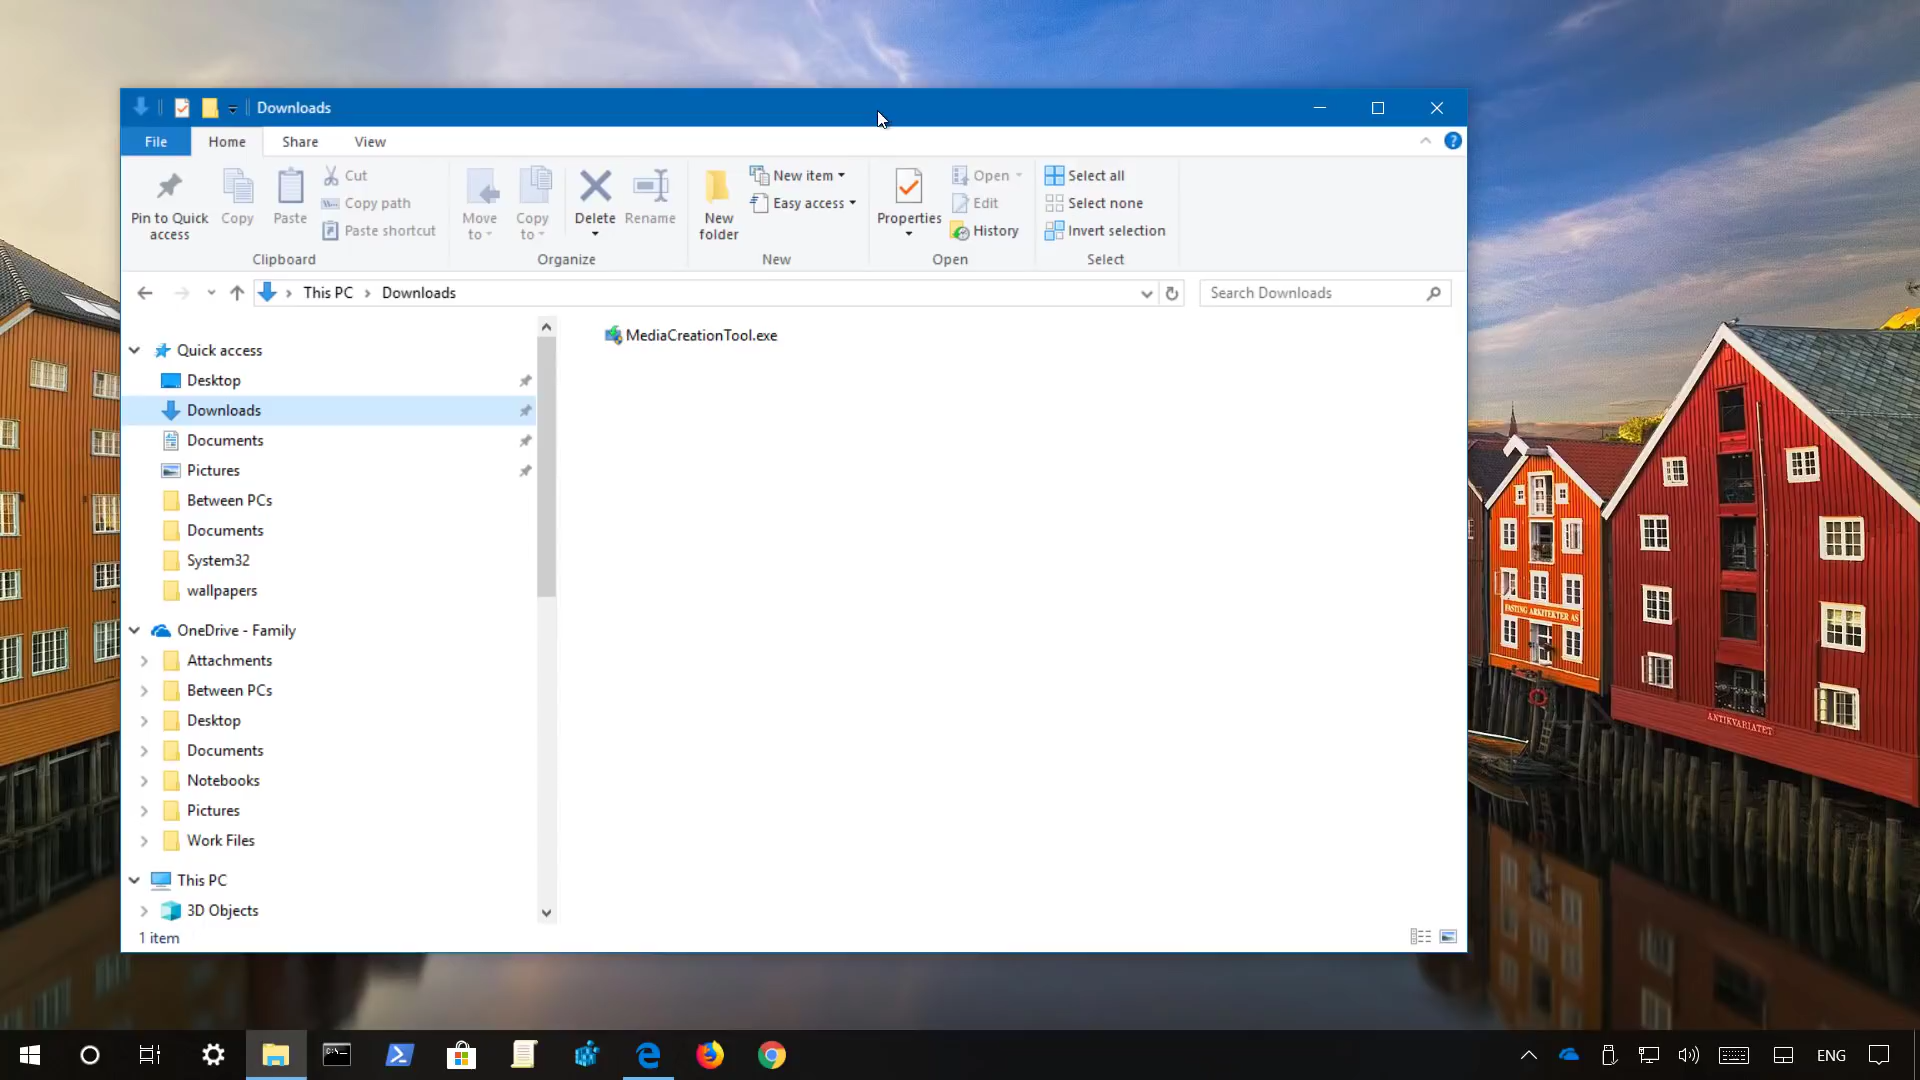 Downloads
File Home Share View
Pin to Quick access
Copy
Paste
Cut
Copy path
Paste shortcut
Clipboard
Move to
Copy to
Delete
Rename
Organize
New folder
New item
Easy access
New
Properties
Open
Edit
History
Open
Select all
Select none
Invert selection
Select
This PC Downloads
Search Downloads
Quick access
Desktop
Downloads
Documents
Pictures
Between PCs
Documents
System32
wallpapers
OneDrive - Family
Attachments
Between PCs
Desktop
Documents
Notebooks
Pictures
Work Files
This PC
3D Objects
MediaCreationTool.exe
1 item
FASTING ARKITEKTER AS
ANTIKVARIATET
C:\_
ENG